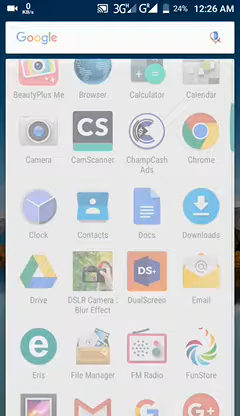 0
KB/s
3G H G 24% 12:26 AM
Google
BeautyPlus Me Browser Calculator Calendar
CS
Camera CamScanner ChampCash Ads Chrome
Clock Contacts Docs Downloads
DS+
Drive DSLR Camera : Blur Effect DualScreen Email
e
FM
Eris File Manager FM Radio FunStore
M G G+